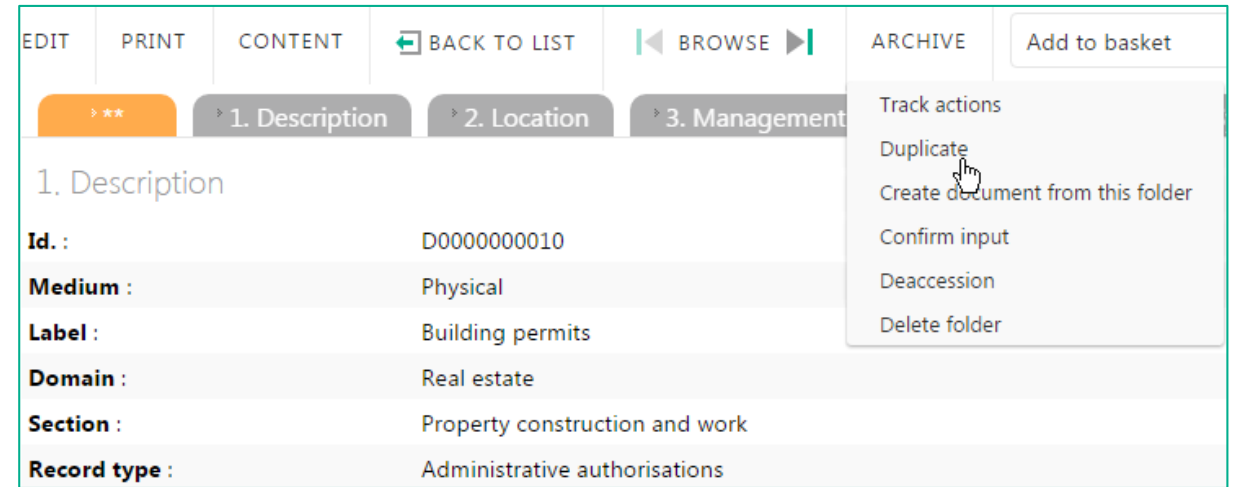 EDIT PRINT CONTENT BACK TO LIST BROWSE ARCHIVE Add to basket
** 1. Description 2. Location 3. Management
Track actions
Duplicate
Create document from this folder
Confirm input
Deaccession
Delete folder
1. Description
Id. : D0000000010
Medium : Physical
Label : Building permits
Domain : Real estate
Section : Property construction and work
Record type : Administrative authorisations